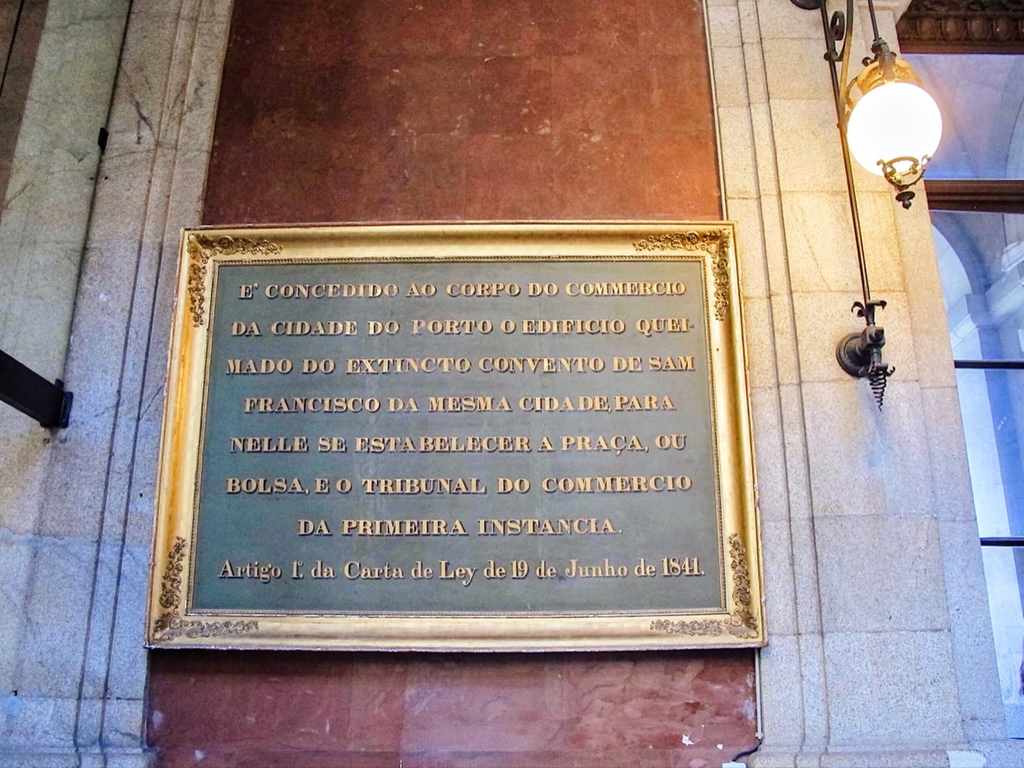 E' CONCEDIDO AO CORPO DO COMMERCIO
DA CIDADE DO PORTO O EDIFICIO QUEI-
MADO DO EXTINCTO CONVENTO DE SAM
FRANCISCO DA MESMA CIDADE, PARA
NELLE SE ESTABELECER A PRAÇA, OU
BOLSA, E O TRIBUNAL DO COMMERCIO
DA PRIMEIRA INSTANCIA.
Artigo 1.º da Carta de Ley de 19 de Junho de 1841.